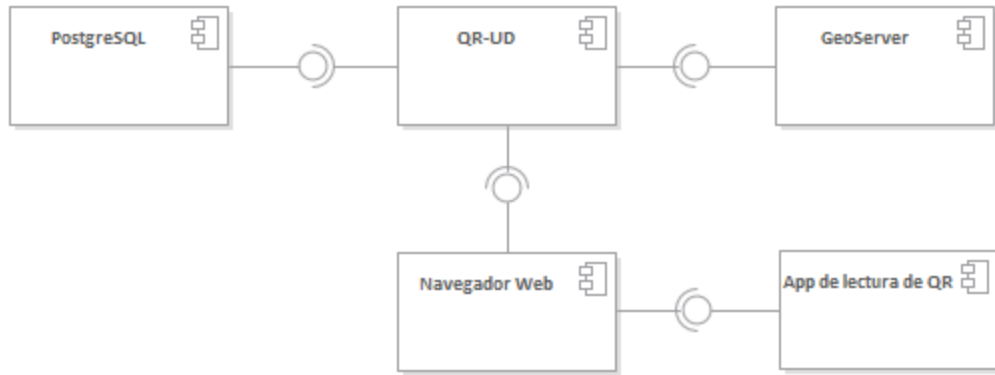 PostgreSQL
QR-UD
GeoServer
Navegador Web
App de lectura de QR